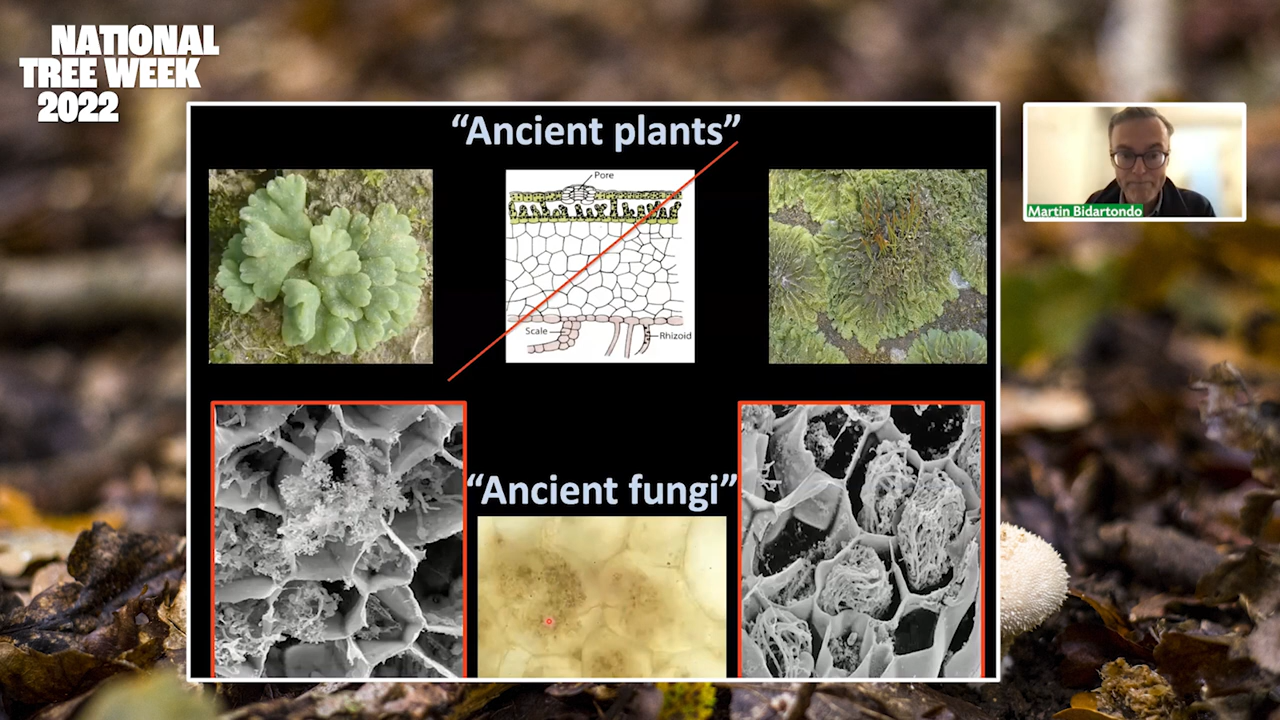 NATIONAL
TREE WEEK
2022
“Ancient plants”
Pore
Scale
Rhizoid
Martin Bidartondo
“Ancient fungi”